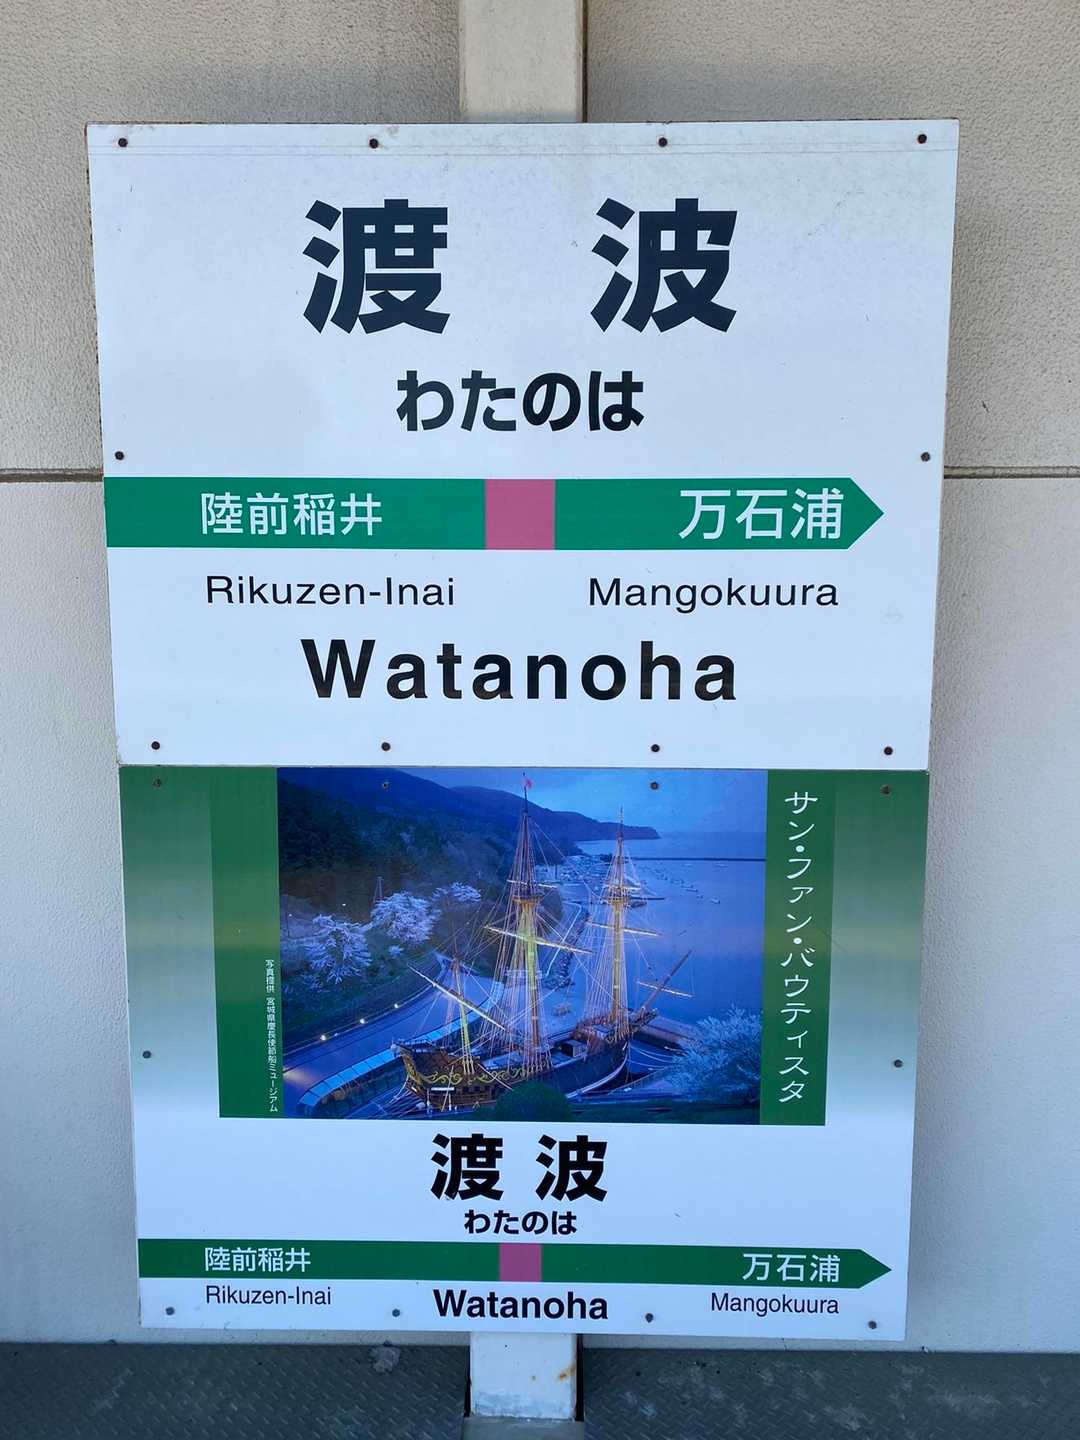 渡 波
わたのは
陸前稲井 万石浦
Rikuzen-Inai Mangokuura
Watanoha
サン・ファン・バウティスタ
写真提供 宮城県慶長使節船ミュージアム
渡 波
わたのは
陸前稲井 万石浦
Rikuzen-Inai Watanoha Mangokuura